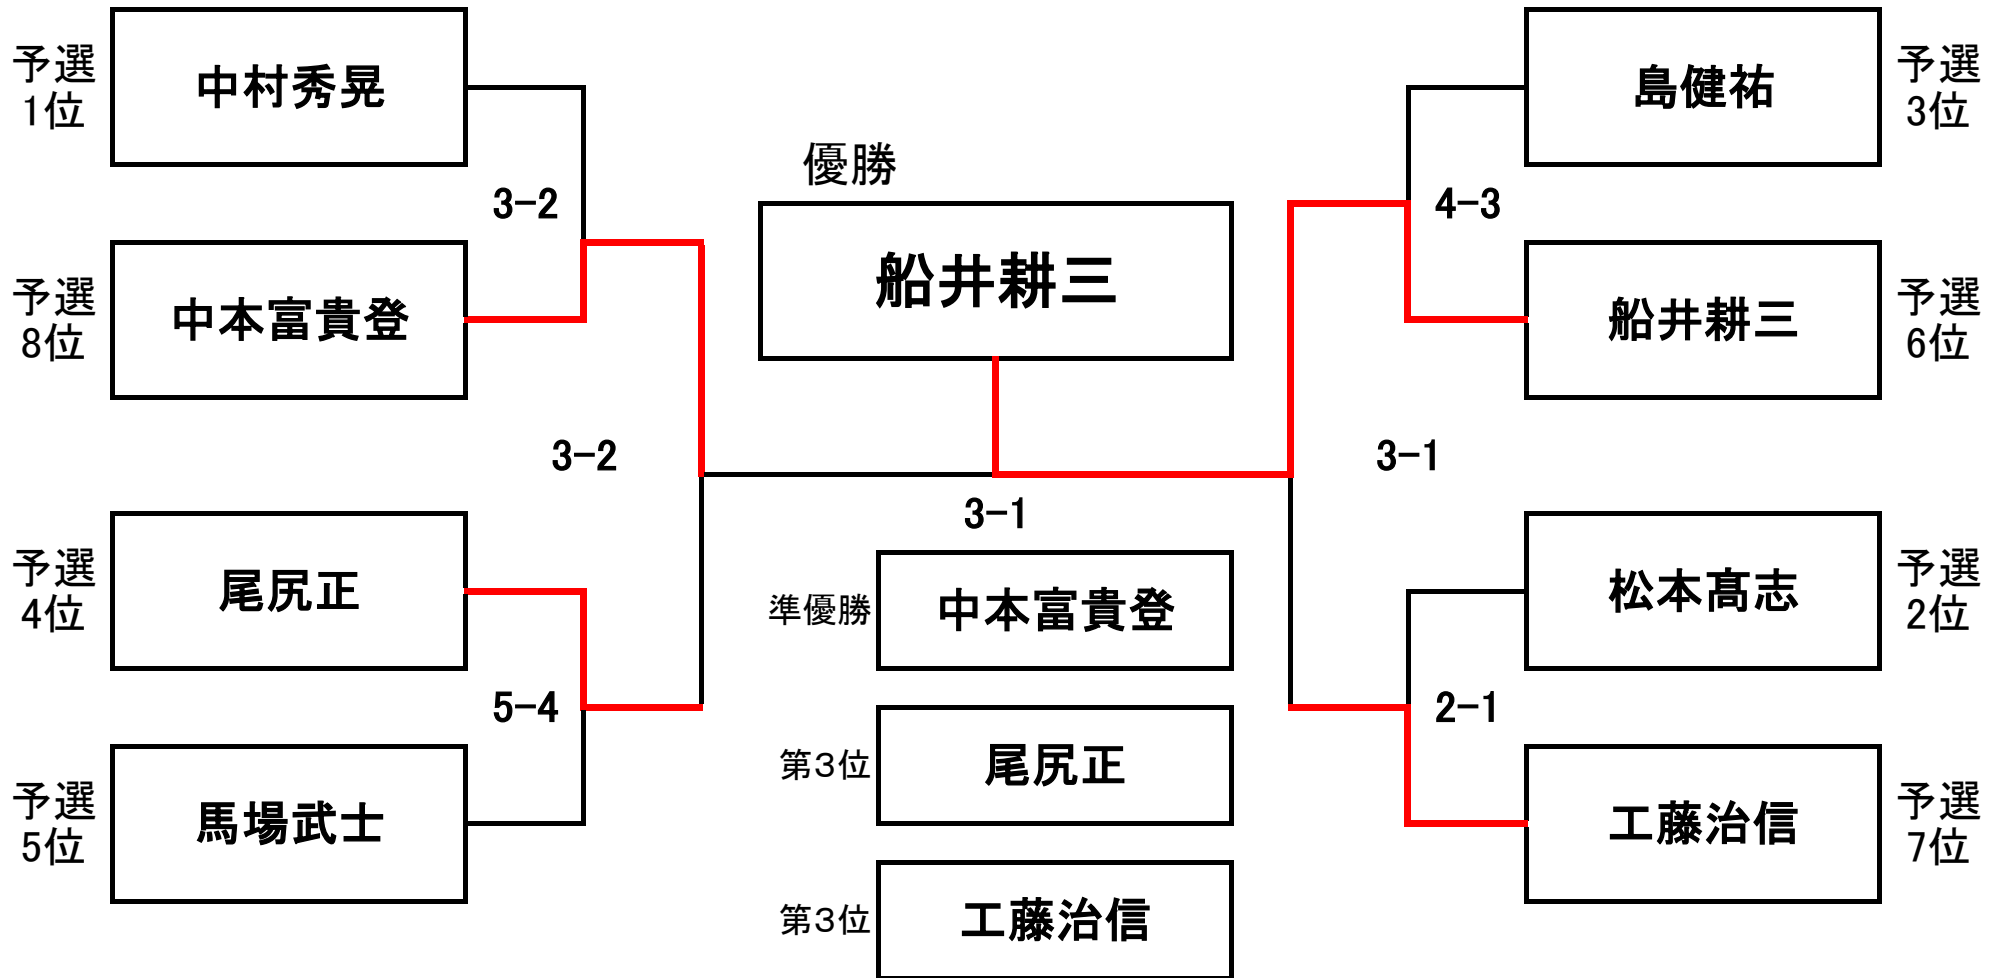 予選
1位
中村秀晃
3-2
予選
8位
中本富貴登
3-2
予選
4位
尾尻正
5-4
予選
5位
馬場武士
優勝
船井耕三
3-1
準優勝
中本富貴登
第3位
尾尻正
第3位
工藤治信
島健祐
予選
3位
4-3
船井耕三
予選
6位
3-1
松本髙志
予選
2位
2-1
工藤治信
予選
7位